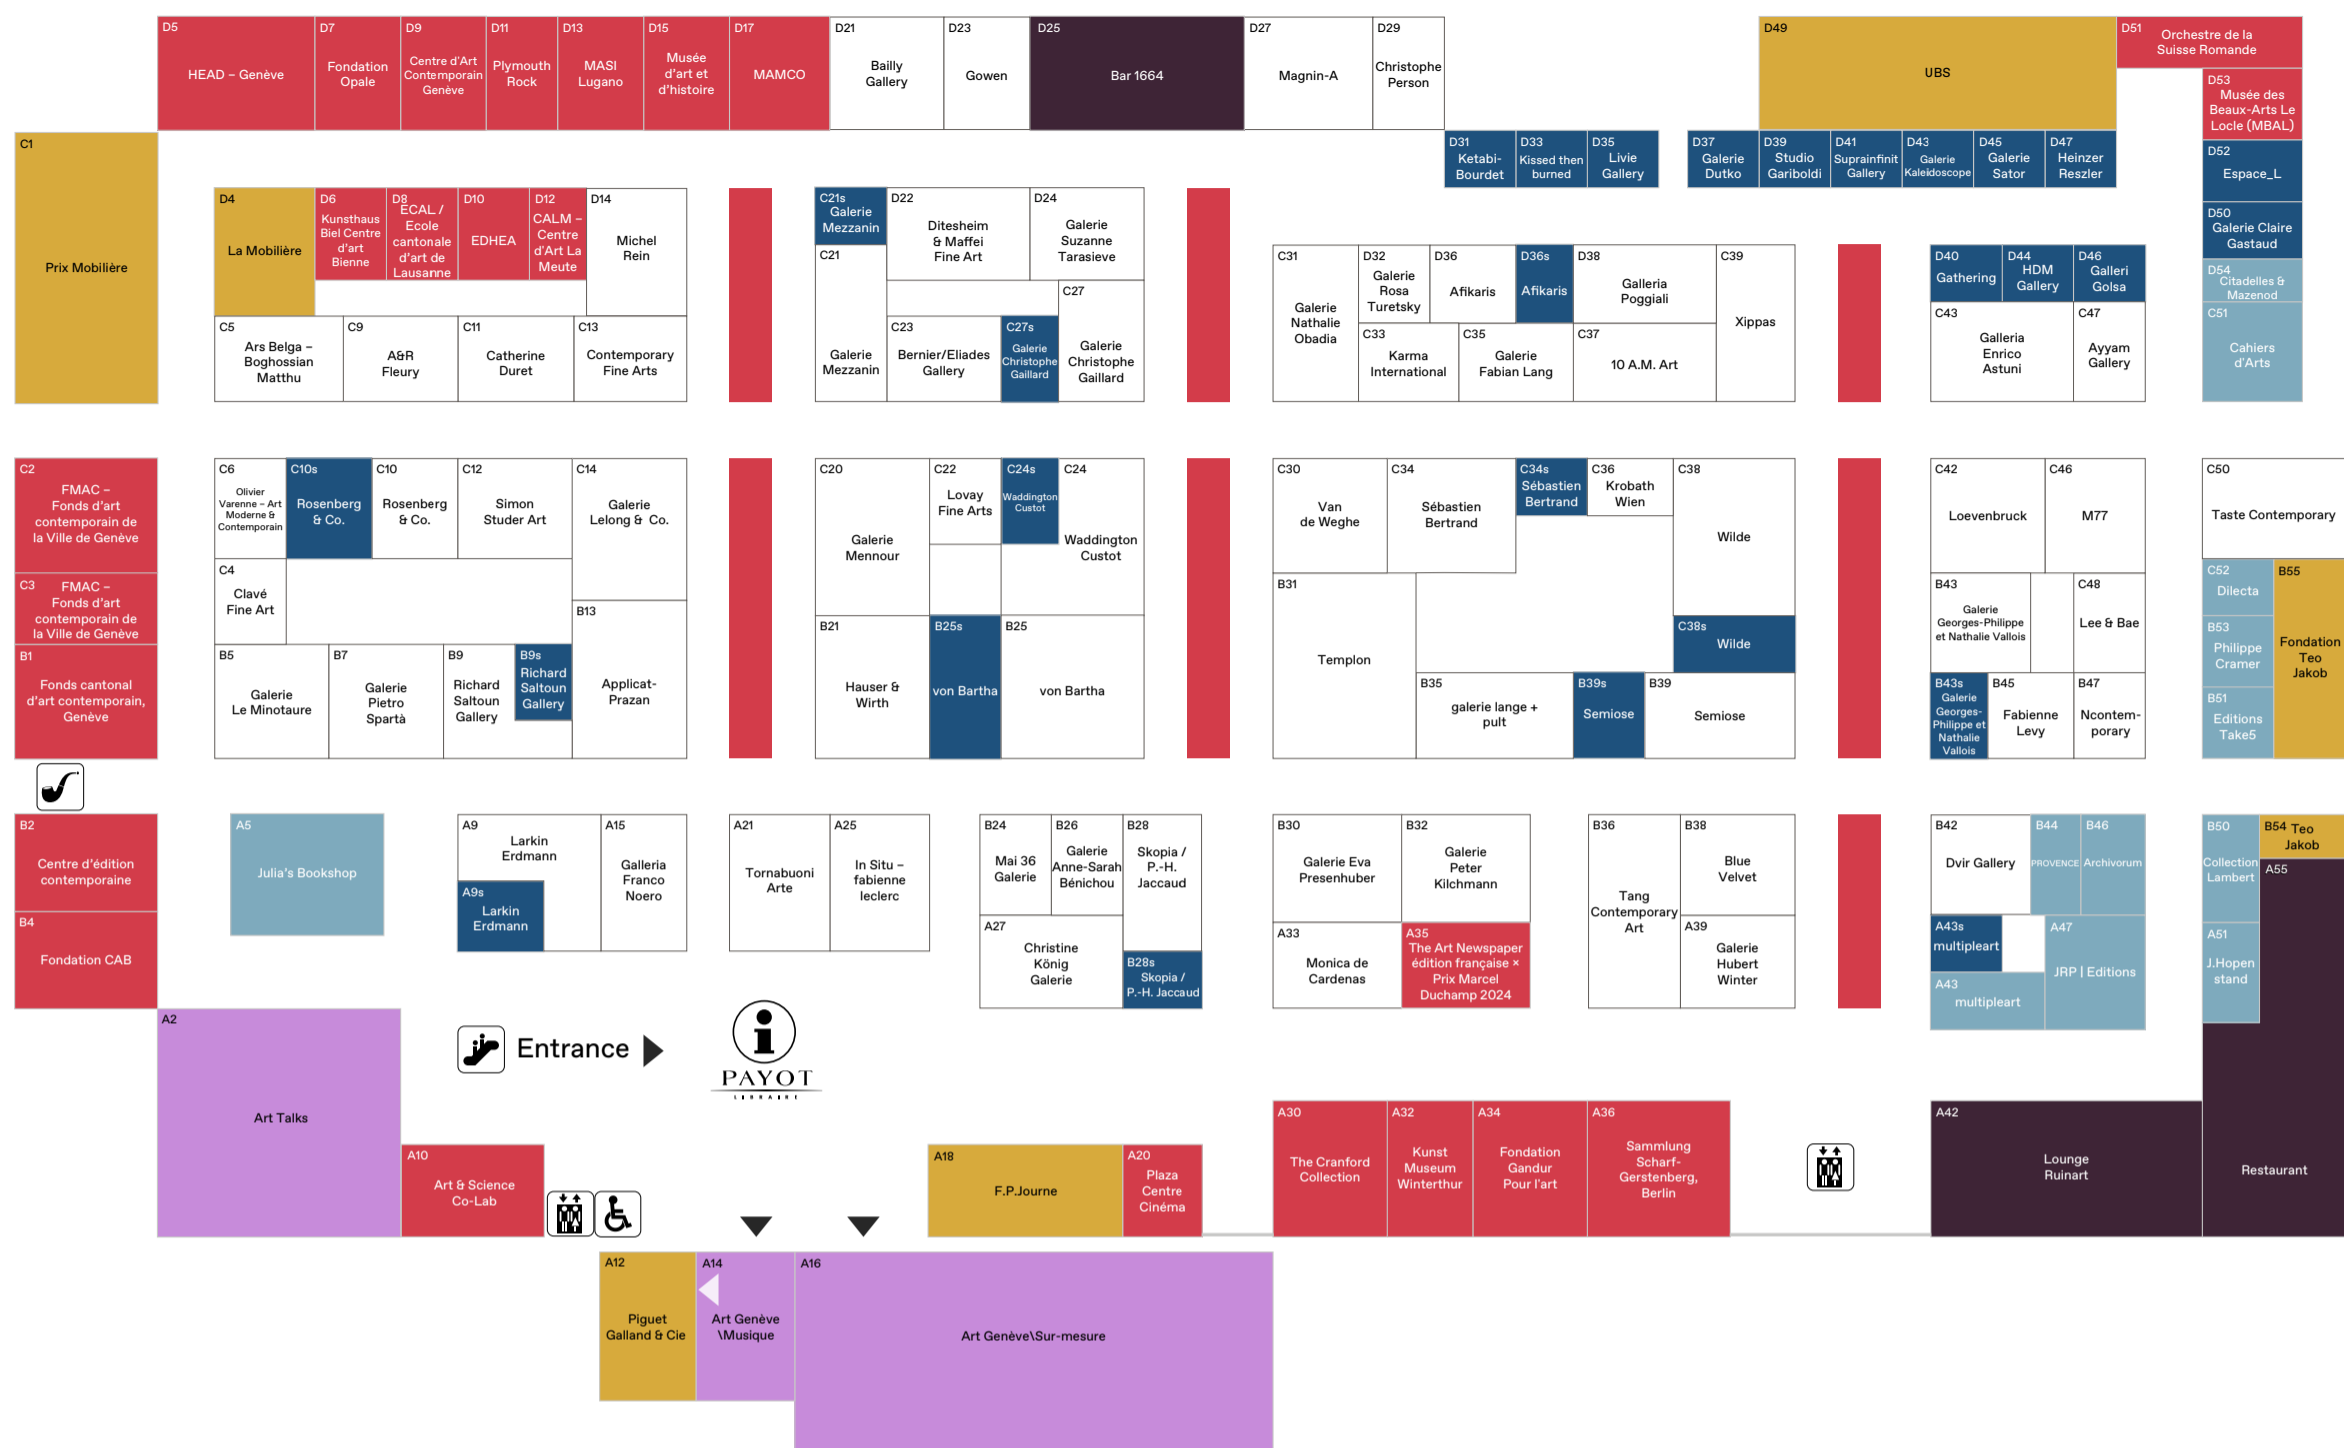 D5
HEAD – Genève
D7
Fondation
Opale
D9
Centre d'Art
Contemporain
Genève
D11
Plymouth
Rock
D13
MASI
Lugano
D15
Musée
d'art et
d'histoire
D17
MAMCO
D21
Bailly
Gallery
D23
Gowen
D25
Bar 1664
D27
Magnin-A
D29
Christophe
Person
D49
UBS
D51
Orchestre de la
Suisse Romande
D53
Musée des
Beaux-Arts Le
Locle (MBAL)
C1
Prix Mobilière
D31
Ketabi-
Bourdet
D33
Kissed then
burned
D35
Livie
Gallery
D37
Galerie
Dutko
D39
Studio
Gariboldi
D41
Suprainfinit
Gallery
D43
Galerie
Kaleidoscope
D45
Galerie
Sator
D47
Heinzer
Reszler
D52
Espace_L
D50
Galerie Claire
Gastaud
D54
Citadelles &
Mazenod
C51
Cahiers
d'Arts
D4
La Mobilière
D6
Kunsthaus
Biel Centre
d'art
Bienne
D8
ECAL /
Ecole
cantonale
d'art de
Lausanne
D10
EDHEA
D12
CALM –
Centre
d'Art La
Meute
D14
Michel
Rein
C5
Ars Belga –
Boghossian
Matthu
C9
A&R
Fleury
C11
Catherine
Duret
C13
Contemporary
Fine Arts
C21s
Galerie
Mezzanin
C21
Galerie
Mezzanin
D22
Ditesheim
& Maffei
Fine Art
D24
Galerie
Suzanne
Tarasieve
C23
Bernier/Eliades
Gallery
C27s
Galerie
Christophe
Gaillard
C27
Galerie
Christophe
Gaillard
C31
Galerie
Nathalie
Obadia
D32
Galerie
Rosa
Turetsky
D36
Afikaris
D36s
Afikaris
D38
Galleria
Poggiali
C39
Xippas
C33
Karma
International
C35
Galerie
Fabian Lang
C37
10 A.M. Art
D40
Gathering
D44
HDM
Gallery
D46
Galleri
Golsa
C43
Galleria
Enrico
Astuni
C47
Ayyam
Gallery
C2
FMAC –
Fonds d'art
contemporain de
la Ville de Genève
C3
FMAC –
Fonds d'art
contemporain de
la Ville de Genève
B1
Fonds cantonal
d'art contemporain,
Genève
C6
Olivier
Varenne – Art
Moderne &
Contemporain
C10s
Rosenberg
& Co.
C10
Rosenberg
& Co.
C12
Simon
Studer Art
C14
Galerie
Lelong & Co.
C4
Clavé
Fine Art
B13
Applicat-
Prazan
B5
Galerie
Le Minotaure
B7
Galerie
Pietro
Spartà
B9
Richard
Saltoun
Gallery
B9s
Richard
Saltoun
Gallery
C20
Galerie
Mennour
C22
Lovay
Fine Arts
C24s
Waddington
Custot
C24
Waddington
Custot
B21
Hauser &
Wirth
B25s
von Bartha
B25
von Bartha
C30
Van
de Weghe
C34
Sébastien
Bertrand
C34s
Sébastien
Bertrand
C36
Krobath
Wien
C38
Wilde
B31
Templon
C38s
Wilde
B35
galerie lange +
pult
B39s
Semiose
B39
Semiose
C42
Loevenbruck
C46
M77
B43
Galerie
Georges-Philippe
et Nathalie Vallois
C48
Lee & Bae
B43s
Galerie
Georges-
Philippe et
Nathalie
Vallois
B45
Fabienne
Levy
B47
Ncontem-
porary
C50
Taste Contemporary
C52
Dilecta
B55
Fondation
Teo
Jakob
B53
Philippe
Cramer
B51
Editions
Take5
B2
Centre d'édition
contemporaine
B4
Fondation CAB
A5
Julia's Bookshop
A9
Larkin
Erdmann
A9s
Larkin
Erdmann
A15
Galleria
Franco
Noero
A21
Tornabuoni
Arte
A25
In Situ –
fabienne
leclerc
B24
Mai 36
Galerie
B26
Galerie
Anne-Sarah
Bénichou
B28
Skopia /
P.-H.
Jaccaud
A27
Christine
König
Galerie
B28s
Skopia /
P.-H. Jaccaud
B30
Galerie Eva
Presenhuber
B32
Galerie
Peter
Kilchmann
A33
Monica de
Cardenas
A35
The Art Newspaper
édition française ×
Prix Marcel
Duchamp 2024
B36
Tang
Contemporary
Art
B38
Blue
Velvet
A39
Galerie
Hubert
Winter
B42
Dvir Gallery
B44
PROVENCE
B46
Archivorum
A43s
multipleart
A43
multipleart
A47
JRP | Editions
B50
Collection
Lambert
B54 Teo
Jakob
A51
J.Hopen
stand
A55
Restaurant
A2
Art Talks
Entrance
PAYOT
LIBRAIRE
A10
Art & Science
Co-Lab
A18
F.P.Journe
A20
Plaza
Centre
Cinéma
A30
The Cranford
Collection
A32
Kunst
Museum
Winterthur
A34
Fondation
Gandur
Pour l'art
A36
Sammlung
Scharf-
Gerstenberg,
Berlin
A42
Lounge
Ruinart
A12
Piguet
Galland & Cie
A14
Art Genève
\Musique
A16
Art Genève\Sur-mesure